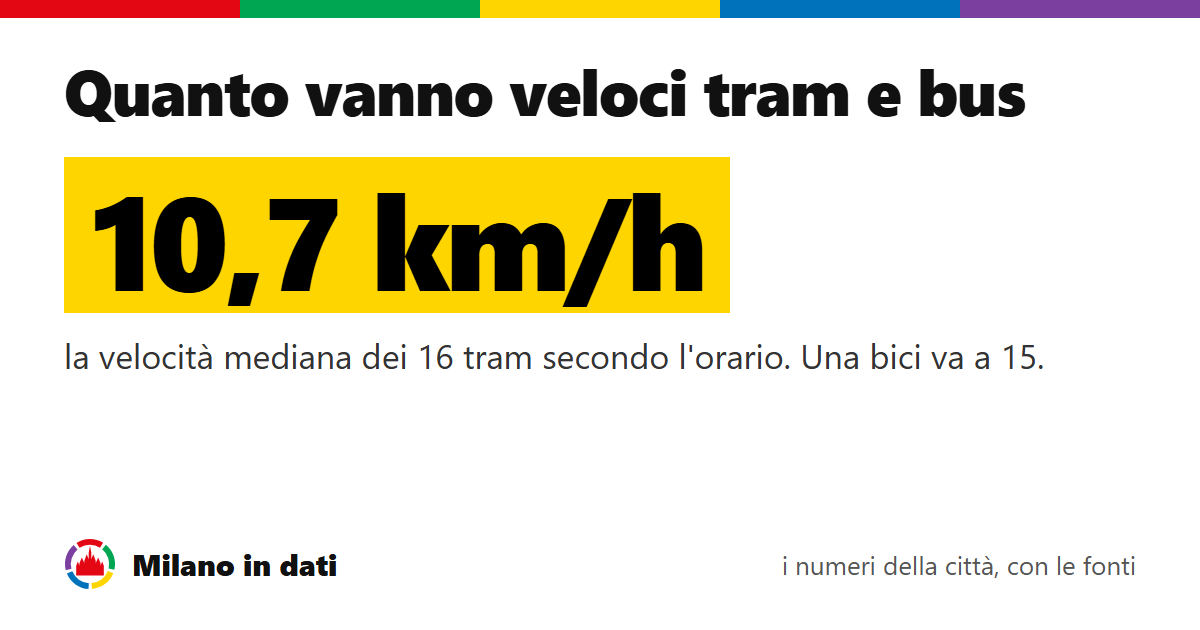 Quanto vanno veloci tram e bus
10,7 km/h
la velocità mediana dei 16 tram secondo l'orario. Una bici va a 15.
Milano in dati
i numeri della città, con le fonti